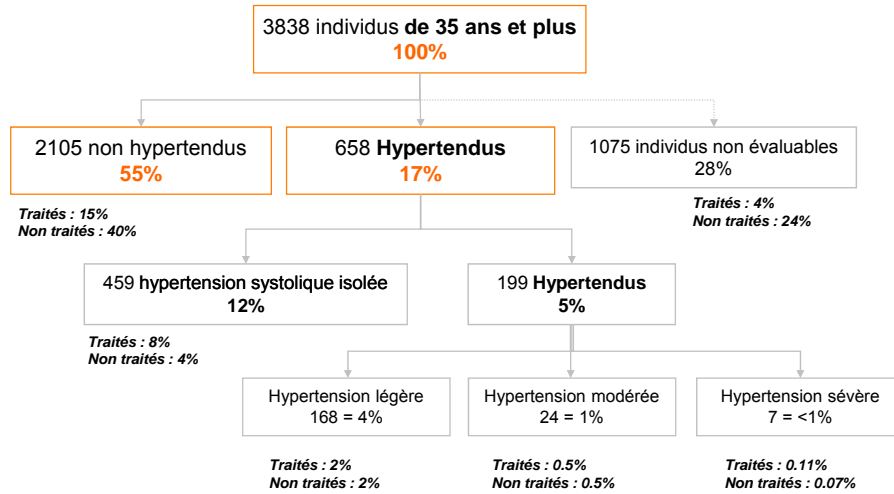 3838 individus de 35 ans et plus
100%
2105 non hypertendus
55%
658 Hypertendus
17%
1075 individus non évaluables
28%
Traités : 15%
Non traités : 40%
Traités : 4%
Non traités : 24%
459 hypertension systolique isolée
12%
199 Hypertendus
5%
Traités : 8%
Non traités : 4%
Hypertension légère
168 = 4%
Hypertension modérée
24 = 1%
Hypertension sévère
7 = <1%
Traités : 2%
Non traités : 2%
Traités : 0.5%
Non traités : 0.5%
Traités : 0.11%
Non traités : 0.07%